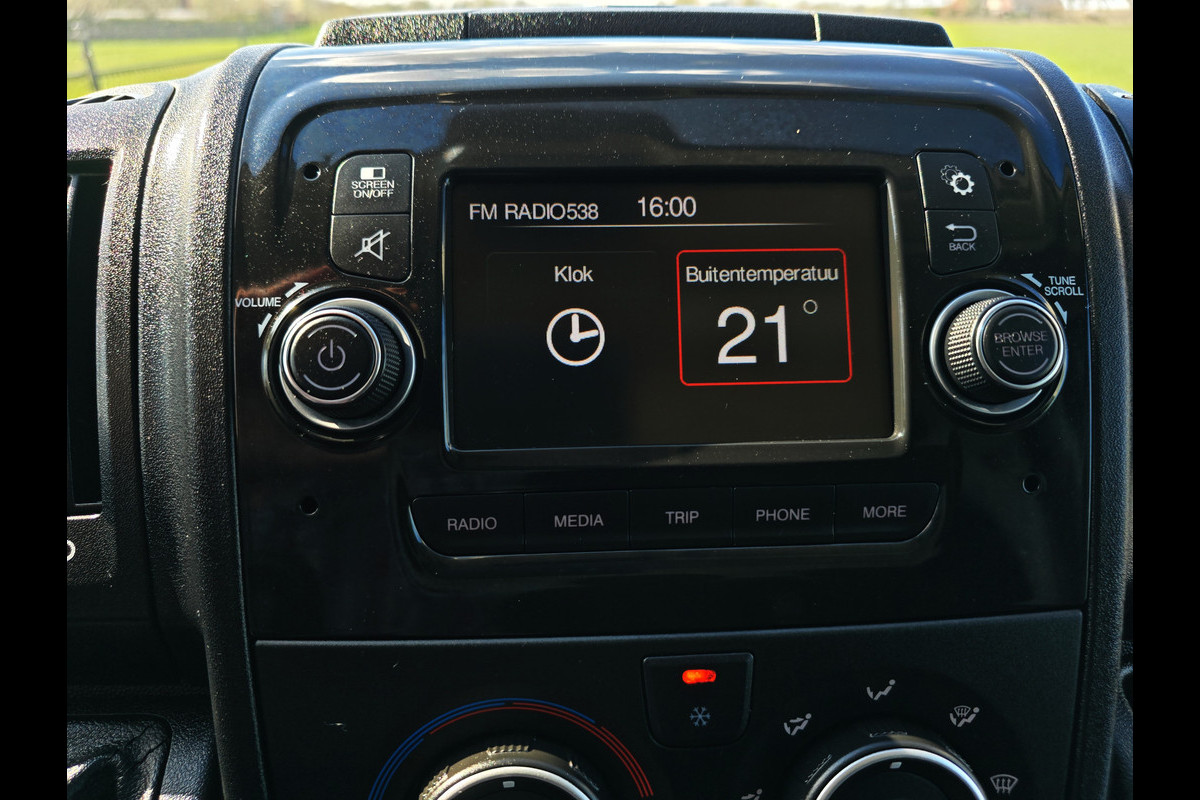 SCREEN
ON/OFF
FM RADIO538 16:00
BACK
VOLUME
Klok
Buitentemperatuu
21°
TUNE
SCROLL
BROWSE
ENTER
RADIO
MEDIA
TRIP
PHONE
MORE